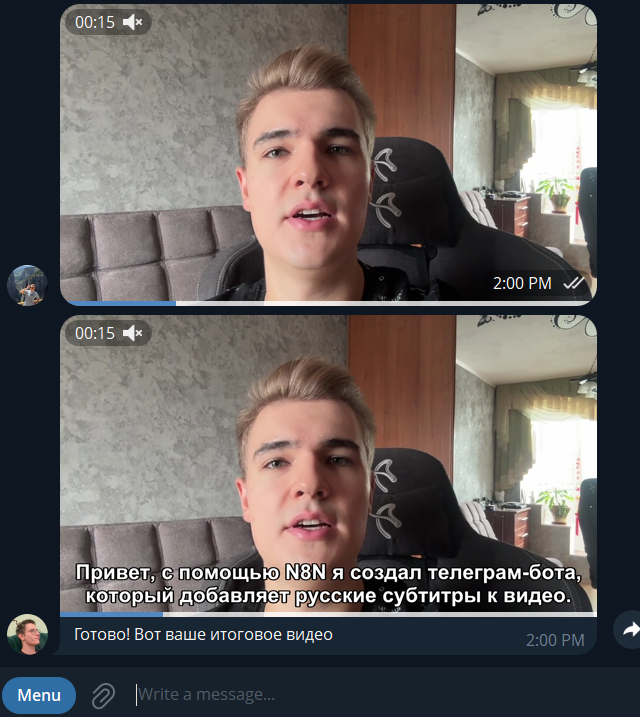 00:15
2:00 PM
00:15
Привет, с помощью N8N я создал телеграм-бота,
который добавляет русские субтитры к видео.
Готово! Вот ваше итоговое видео
2:00 PM
Menu
Write a message...